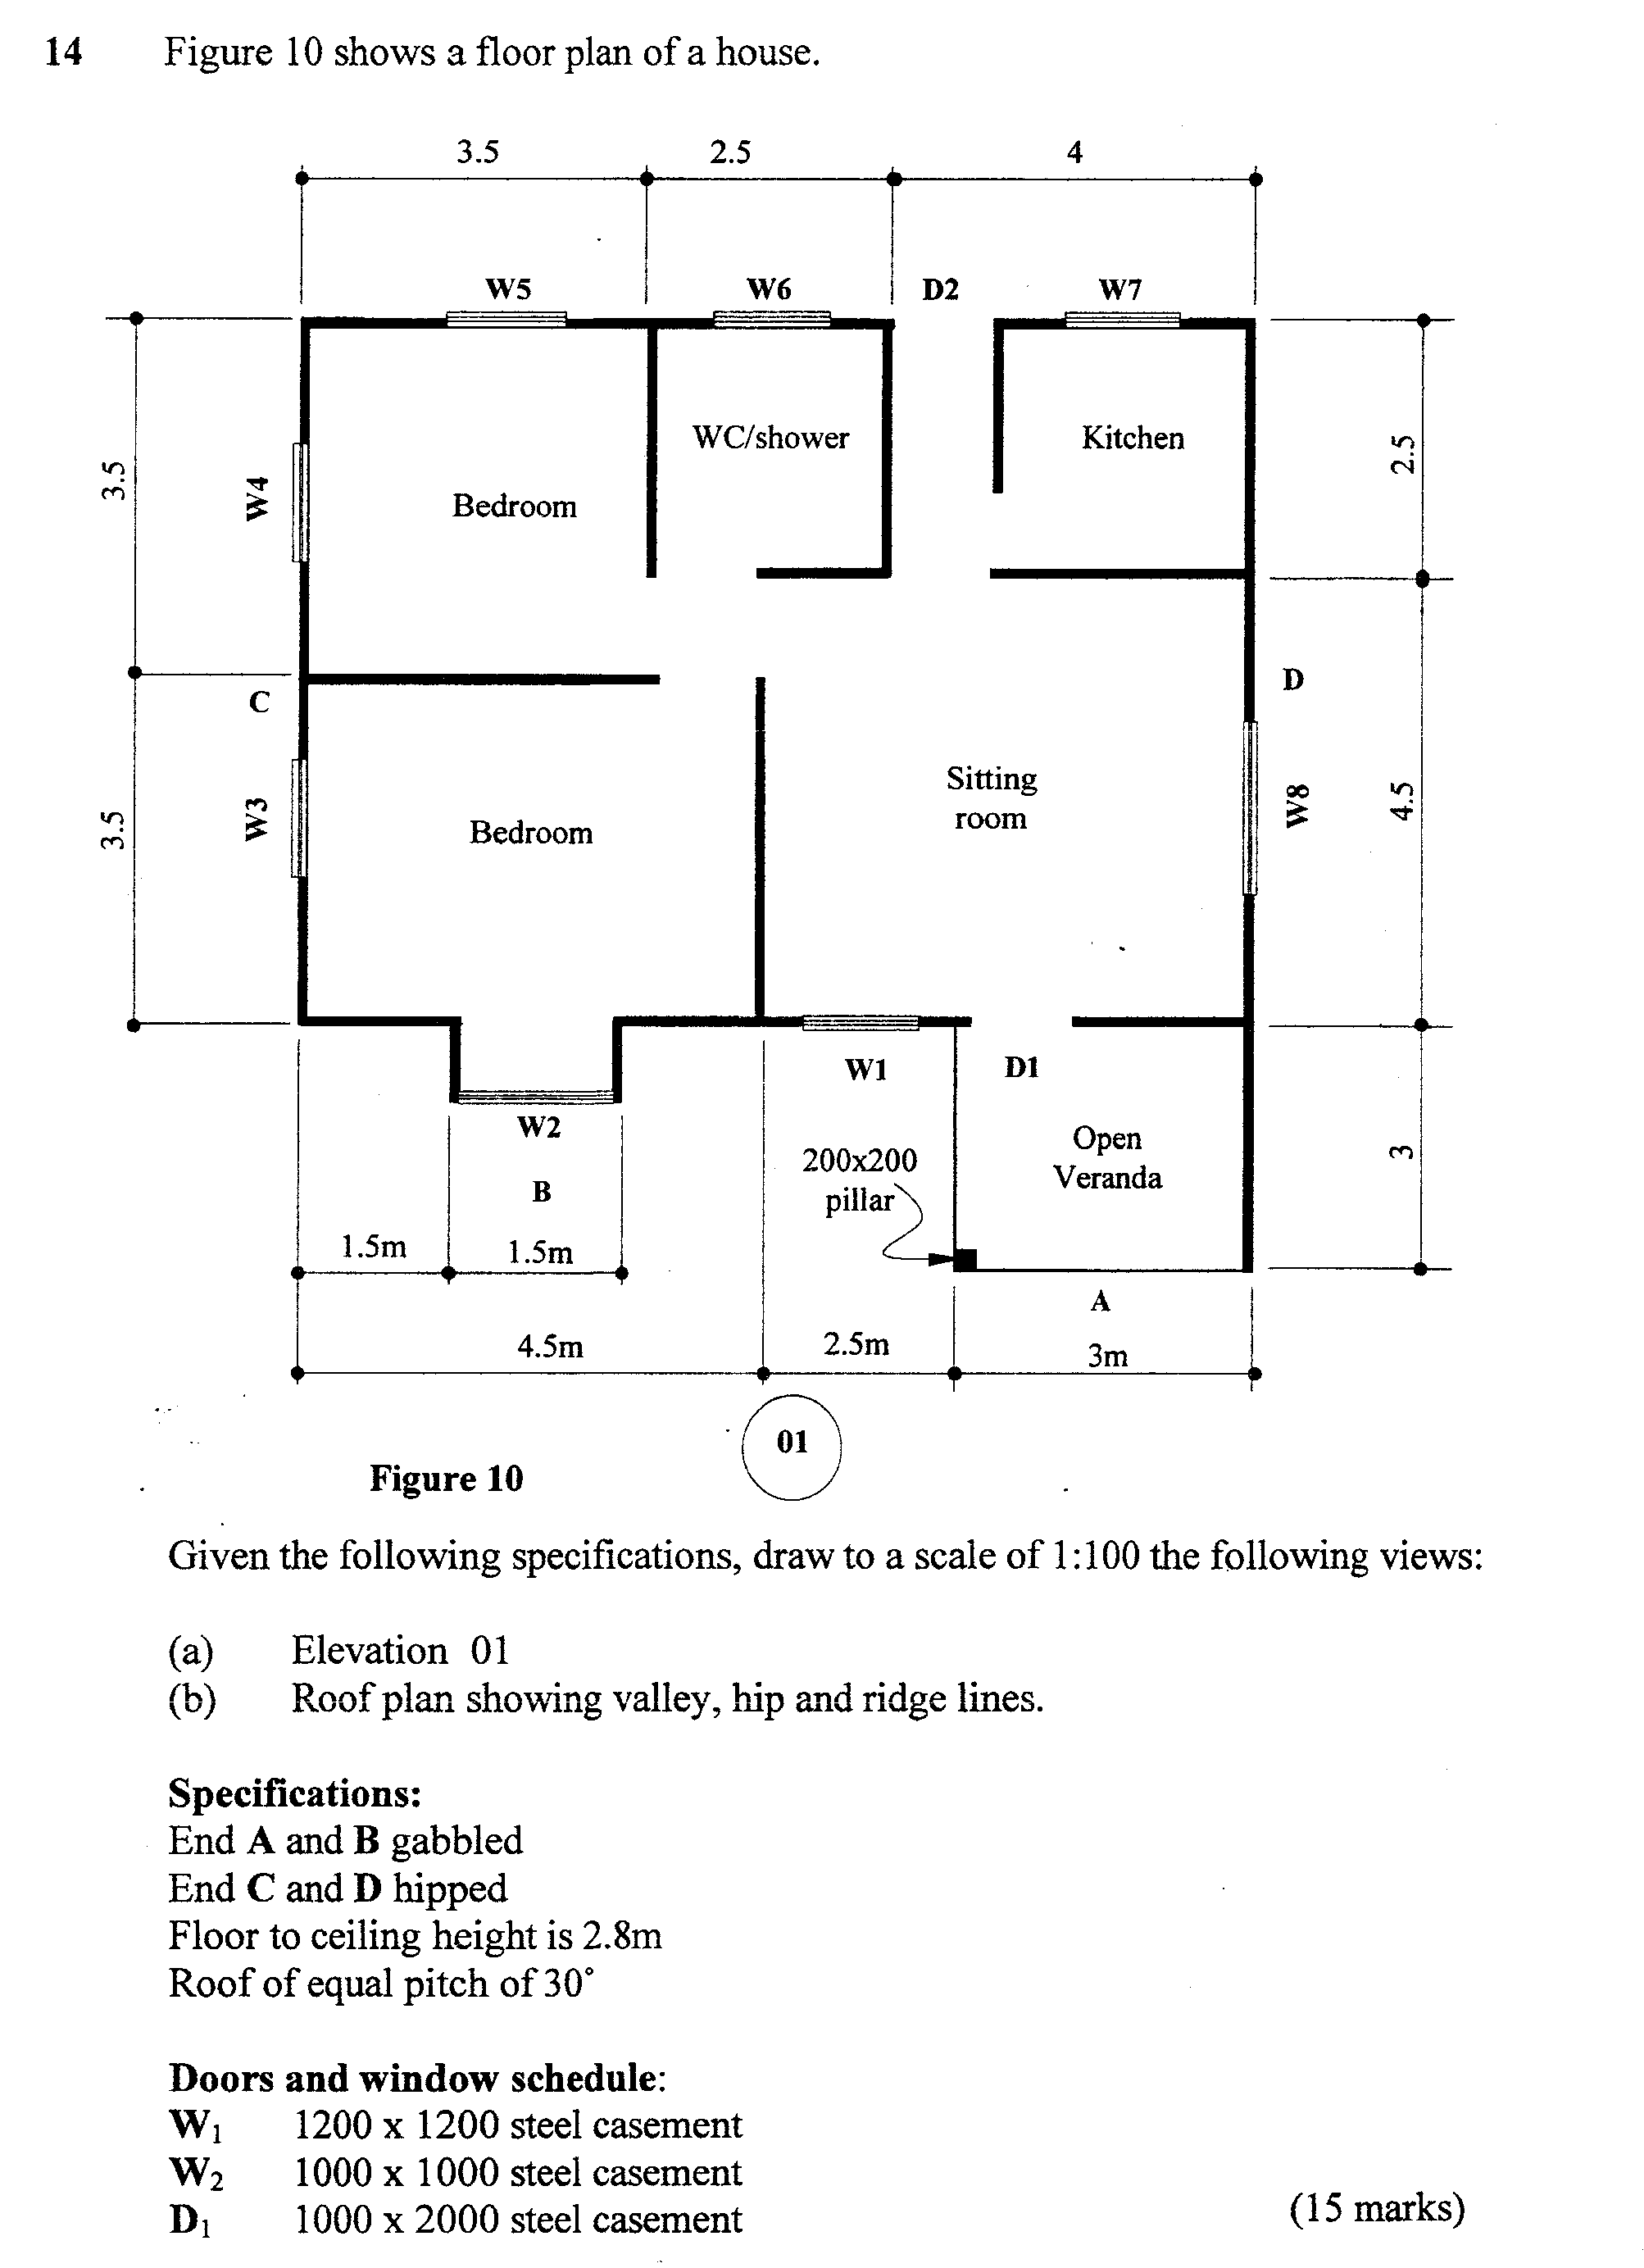 14 Figure 10 shows a floor plan of a house.
3.5 2.5 4
W5 W6 D2 W7
WC/shower Kitchen
3.5 W4 Bedroom 2.5
C D
Sitting
room
3.5 W3 Bedroom W8 4.5
W1 D1
W2
Open
Veranda
200x200
pillar
3
B
1.5m 1.5m
A
4.5m 2.5m 3m
01
Figure 10
Given the following specifications, draw to a scale of 1:100 the following views:
(a) Elevation 01
(b) Roof plan showing valley, hip and ridge lines.
Specifications:
End A and B gabbled
End C and D hipped
Floor to ceiling height is 2.8m
Roof of equal pitch of 30°
Doors and window schedule:
W₁ 1200 x 1200 steel casement
W₂ 1000 x 1000 steel casement
D₁ 1000 x 2000 steel casement
(15 marks)